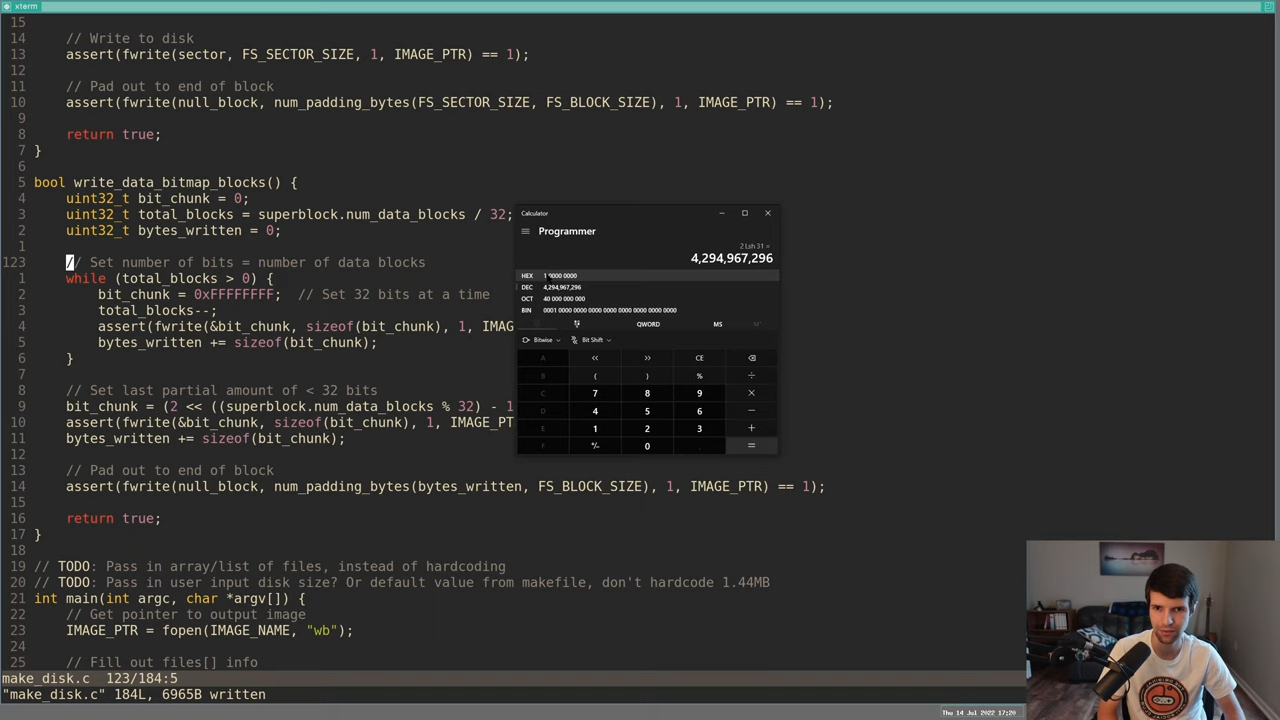 xterm
15
14 // Write to disk
13 assert(fwrite(sector, FS_SECTOR_SIZE, 1, IMAGE_PTR) == 1);
12
11 // Pad out to end of block
10 assert(fwrite(null_block, num_padding_bytes(FS_SECTOR_SIZE, FS_BLOCK_SIZE), 1, IMAGE_PTR) == 1);
9
8 return true;
7 }
6
5 bool write_data_bitmap_blocks() {
4 uint32_t bit_chunk = 0;
3 uint32_t total_blocks = superblock.num_data_blocks / 32;
2 uint32_t bytes_written = 0;
1
123 // Set number of bits = number of data blocks
1 while (total_blocks > 0) {
2 bit_chunk = 0xFFFFFFFF; // Set 32 bits at a time
3 total_blocks--;
4 assert(fwrite(&bit_chunk, sizeof(bit_chunk), 1, IMAG
5 bytes_written += sizeof(bit_chunk);
6 }
7
8 // Set last partial amount of < 32 bits
9 bit_chunk = (2 << ((superblock.num_data_blocks % 32) - 1
10 assert(fwrite(&bit_chunk, sizeof(bit_chunk), 1, IMAGE_PT
11 bytes_written += sizeof(bit_chunk);
12
13 // Pad out to end of block
14 assert(fwrite(null_block, num_padding_bytes(bytes_written, FS_BLOCK_SIZE), 1, IMAGE_PTR) == 1);
15
16 return true;
17 }
18
19 // TODO: Pass in array/list of files, instead of hardcoding
20 // TODO: Pass in user input disk size? Or default value from makefile, don't hardcode 1.44MB
21 int main(int argc, char *argv[]) {
22 // Get pointer to output image
23 IMAGE_PTR = fopen(IMAGE_NAME, "wb");
24
25 // Fill out files[] info
make_disk.c 123/184:5
"make_disk.c" 184L, 6965B written
Calculator
Programmer
2 Lsh 31 =
4,294,967,296
HEX 1 0000 0000
DEC 4,294,967,296
OCT 40 000 000 000
BIN 0001 0000 0000 0000 0000 0000 0000 0000 0000
QWORD MS
Bitwise Bit Shift
A << >> CE
B ( ) % ÷
C 7 8 9 ×
D 4 5 6 −
E 1 2 3 +
F +/− 0 . =
Thu 14 Jul 2022 17:20